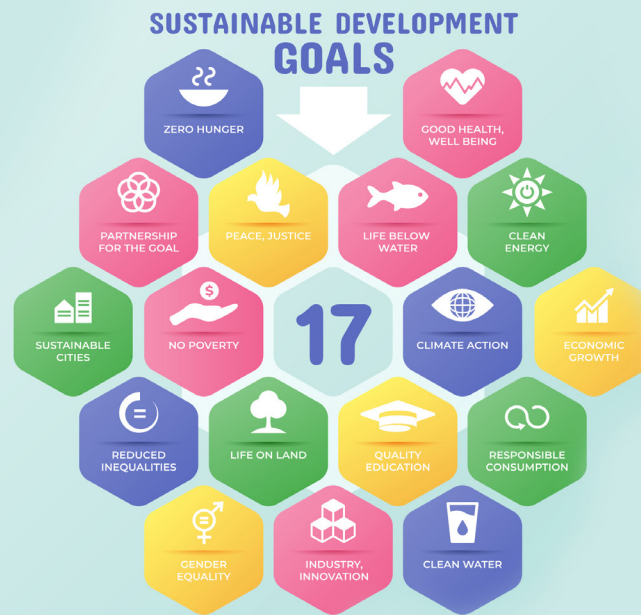 SUSTAINABLE DEVELOPMENT
GOALS
ZERO HUNGER
GOOD HEALTH,
WELL BEING
PARTNERSHIP
FOR THE GOAL
PEACE, JUSTICE
LIFE BELOW
WATER
CLEAN
ENERGY
SUSTAINABLE
CITIES
$
NO POVERTY
17
CLIMATE ACTION
ECONOMIC
GROWTH
REDUCED
INEQUALITIES
LIFE ON LAND
QUALITY
EDUCATION
RESPONSIBLE
CONSUMPTION
GENDER
EQUALITY
INDUSTRY,
INNOVATION
CLEAN WATER